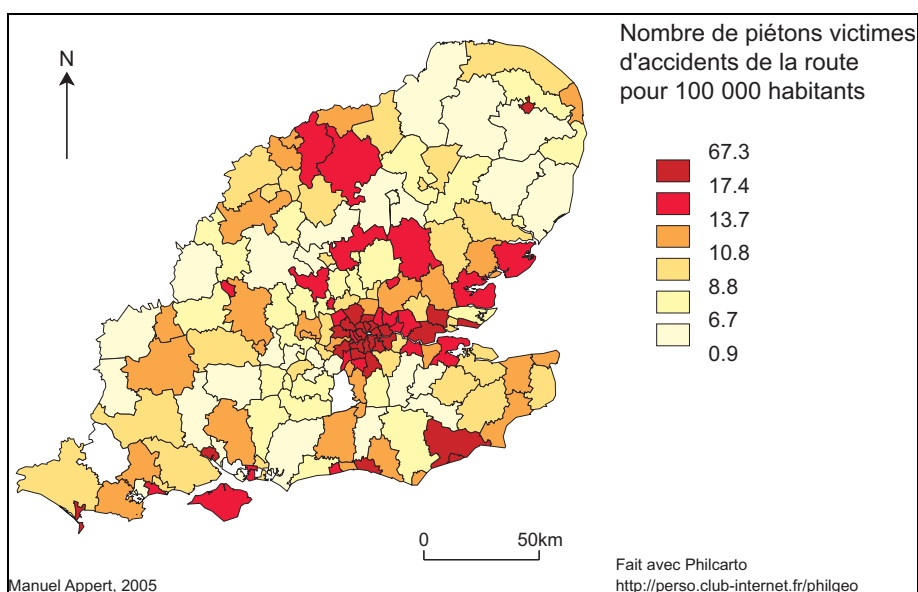 Nombre de piétons victimes
d'accidents de la route
pour 100 000 habitants
N
67.3
17.4
13.7
10.8
8.8
6.7
0.9
0 50km
Manuel Appert, 2005
Fait avec Philcarto
http://perso.club-internet.fr/philgeo